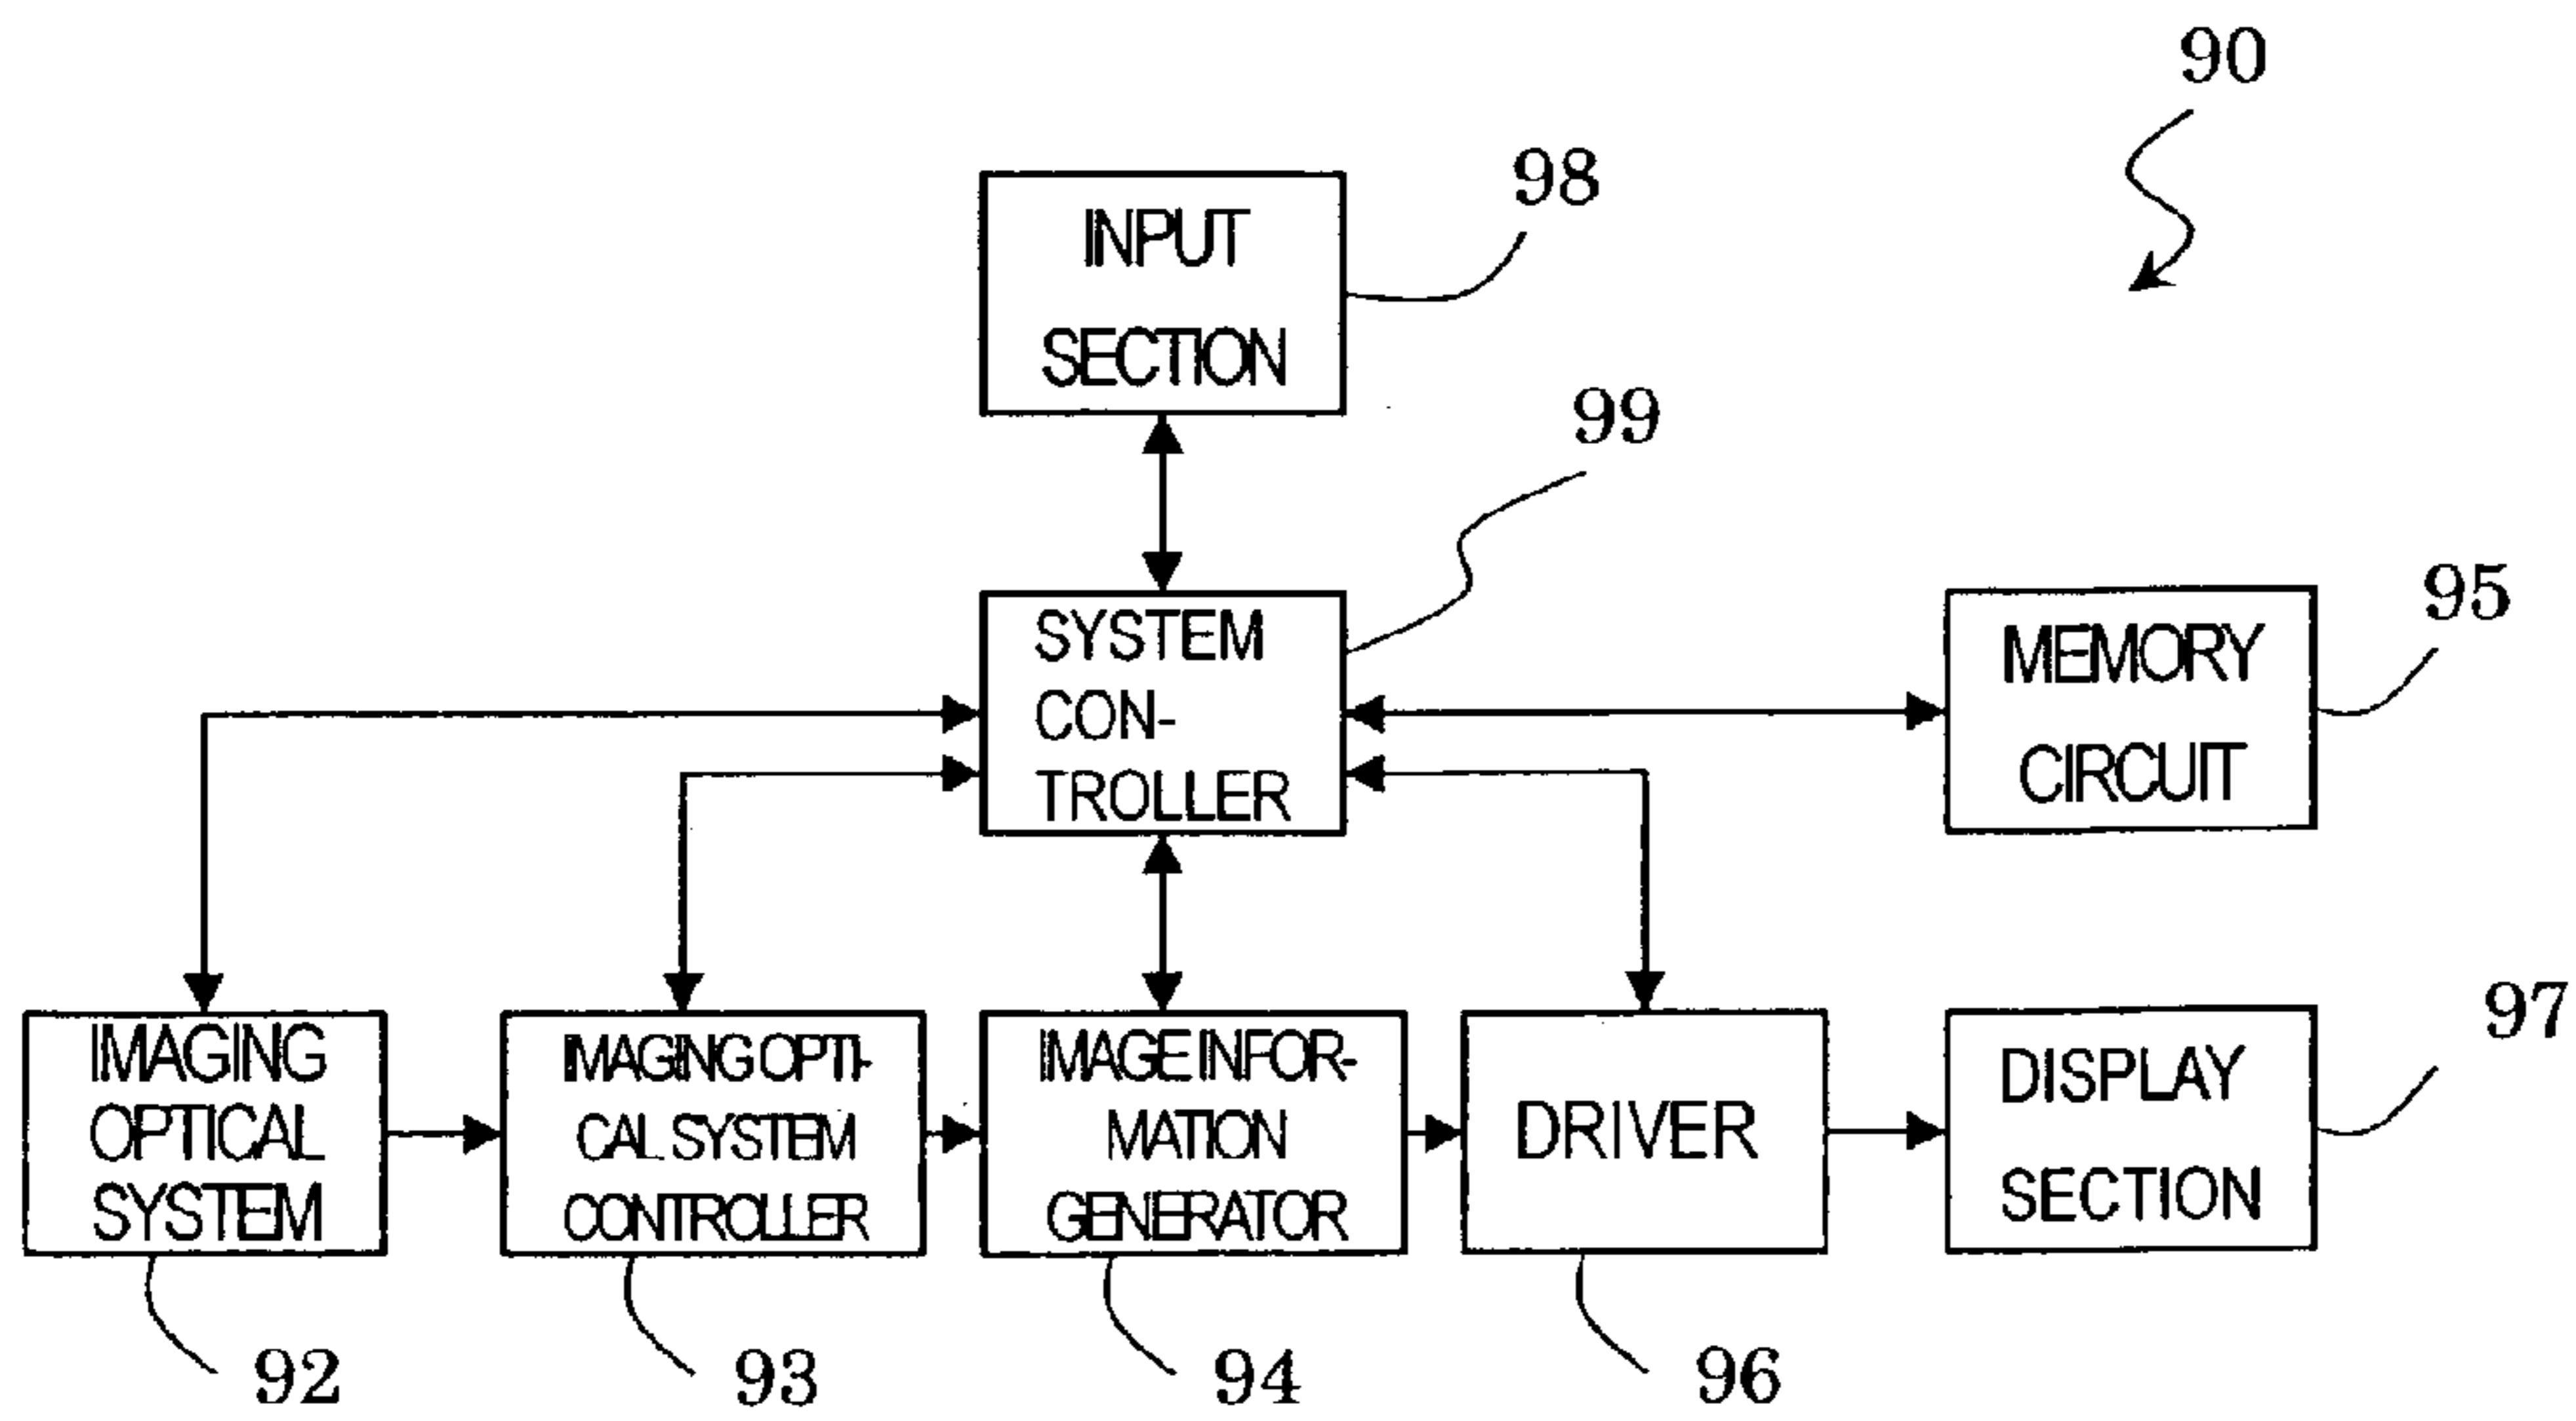 90
INPUT
SECTION
98
99
SYSTEM
CON-
TROLLER
MEMORY
CIRCUIT
95
IMAGING
OPTICAL
SYSTEM
IMAGING OPTI-
CAL SYSTEM
CONTROLLER
IMAGE INFOR-
MATION
GENERATOR
DRIVER
DISPLAY
SECTION
97
92
93
94
96